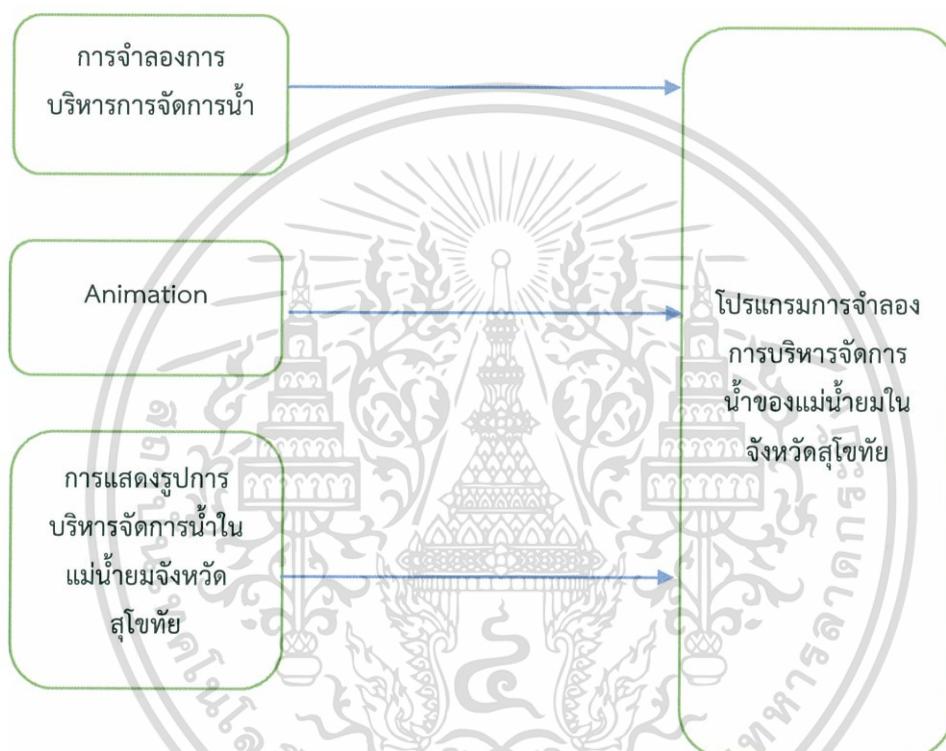 การจำลองการ
บริหารการจัดการน้ำ
Animation
การแสดงรูปการ
บริหารจัดการน้ำใน
แม่น้ำยมจังหวัด
สุโขทัย
โปรแกรมการจำลอง
การบริหารจัดการ
น้ำของแม่น้ำยมใน
จังหวัดสุโขทัย